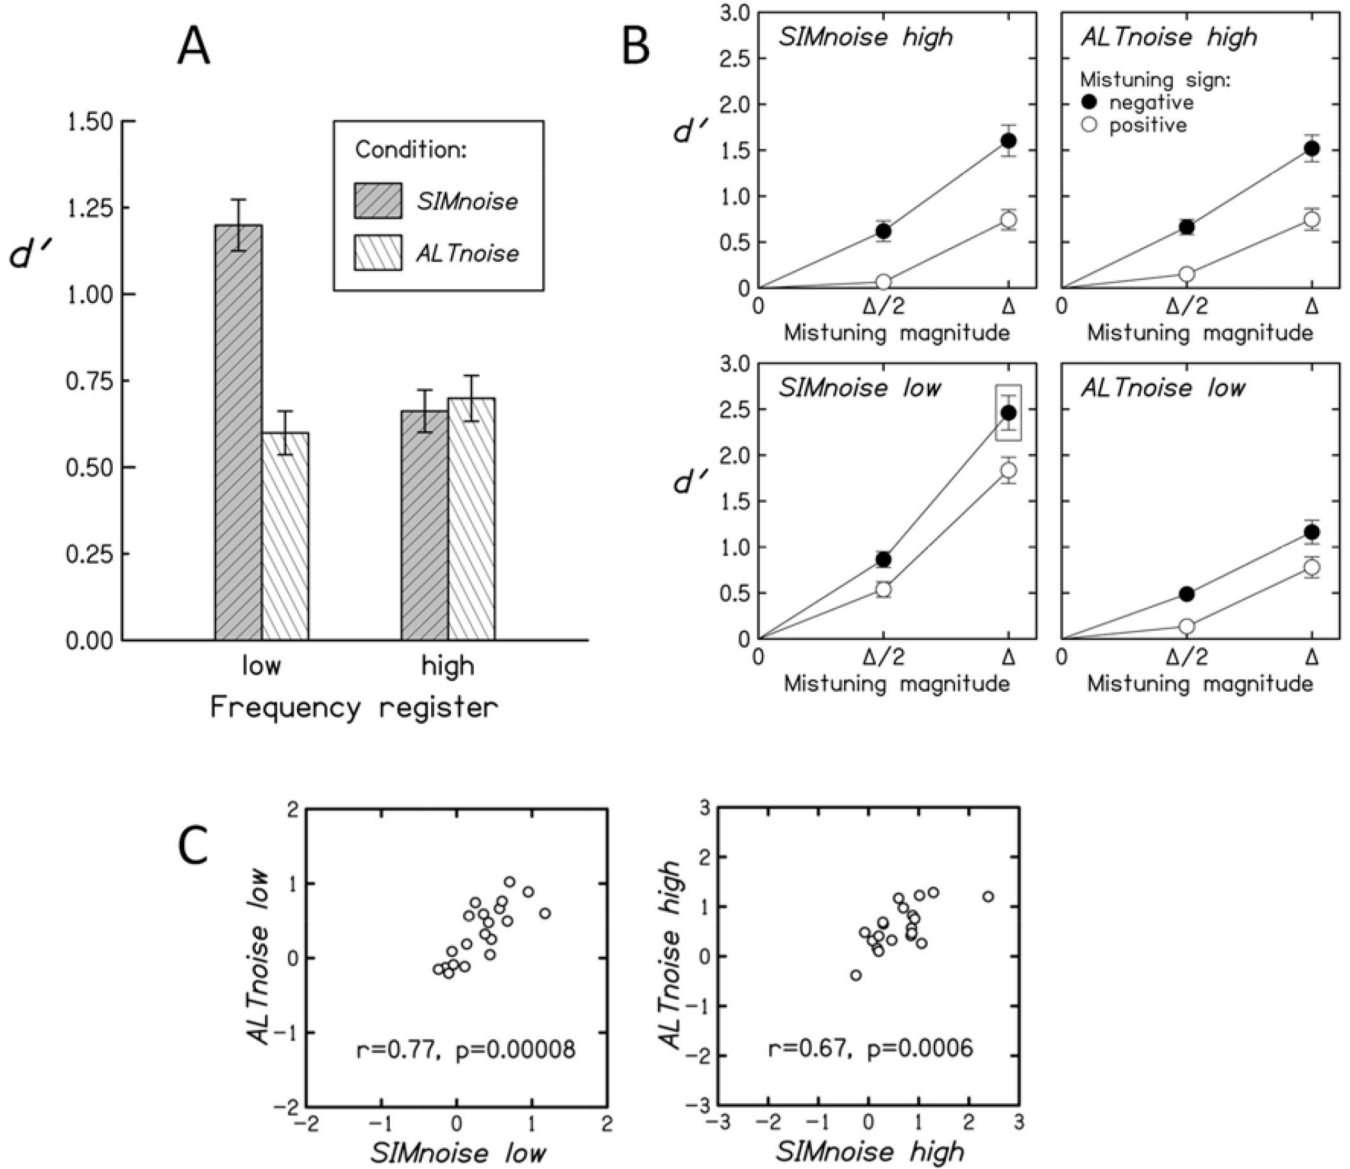 A
1.50
1.25
1.00
0.75
0.50
0.25
0.00
d′
Condition:
SIMnoise
ALTnoise
low high
Frequency register
B
3.0
2.5
2.0
1.5
1.0
0.5
0
d′
SIMnoise high
0 Δ/2 Δ
Mistuning magnitude
ALTnoise high
Mistuning sign:
negative
positive
0 Δ/2 Δ
Mistuning magnitude
3.0
2.5
2.0
1.5
1.0
0.5
0
d′
SIMnoise low
0 Δ/2 Δ
Mistuning magnitude
ALTnoise low
0 Δ/2 Δ
Mistuning magnitude
C
ALTnoise low
2
1
0
−1
−2
r=0.77, p=0.00008
−2 −1 0 1 2
SIMnoise low
ALTnoise high
3
2
1
0
−1
−2
−3
r=0.67, p=0.0006
−3 −2 −1 0 1 2 3
SIMnoise high